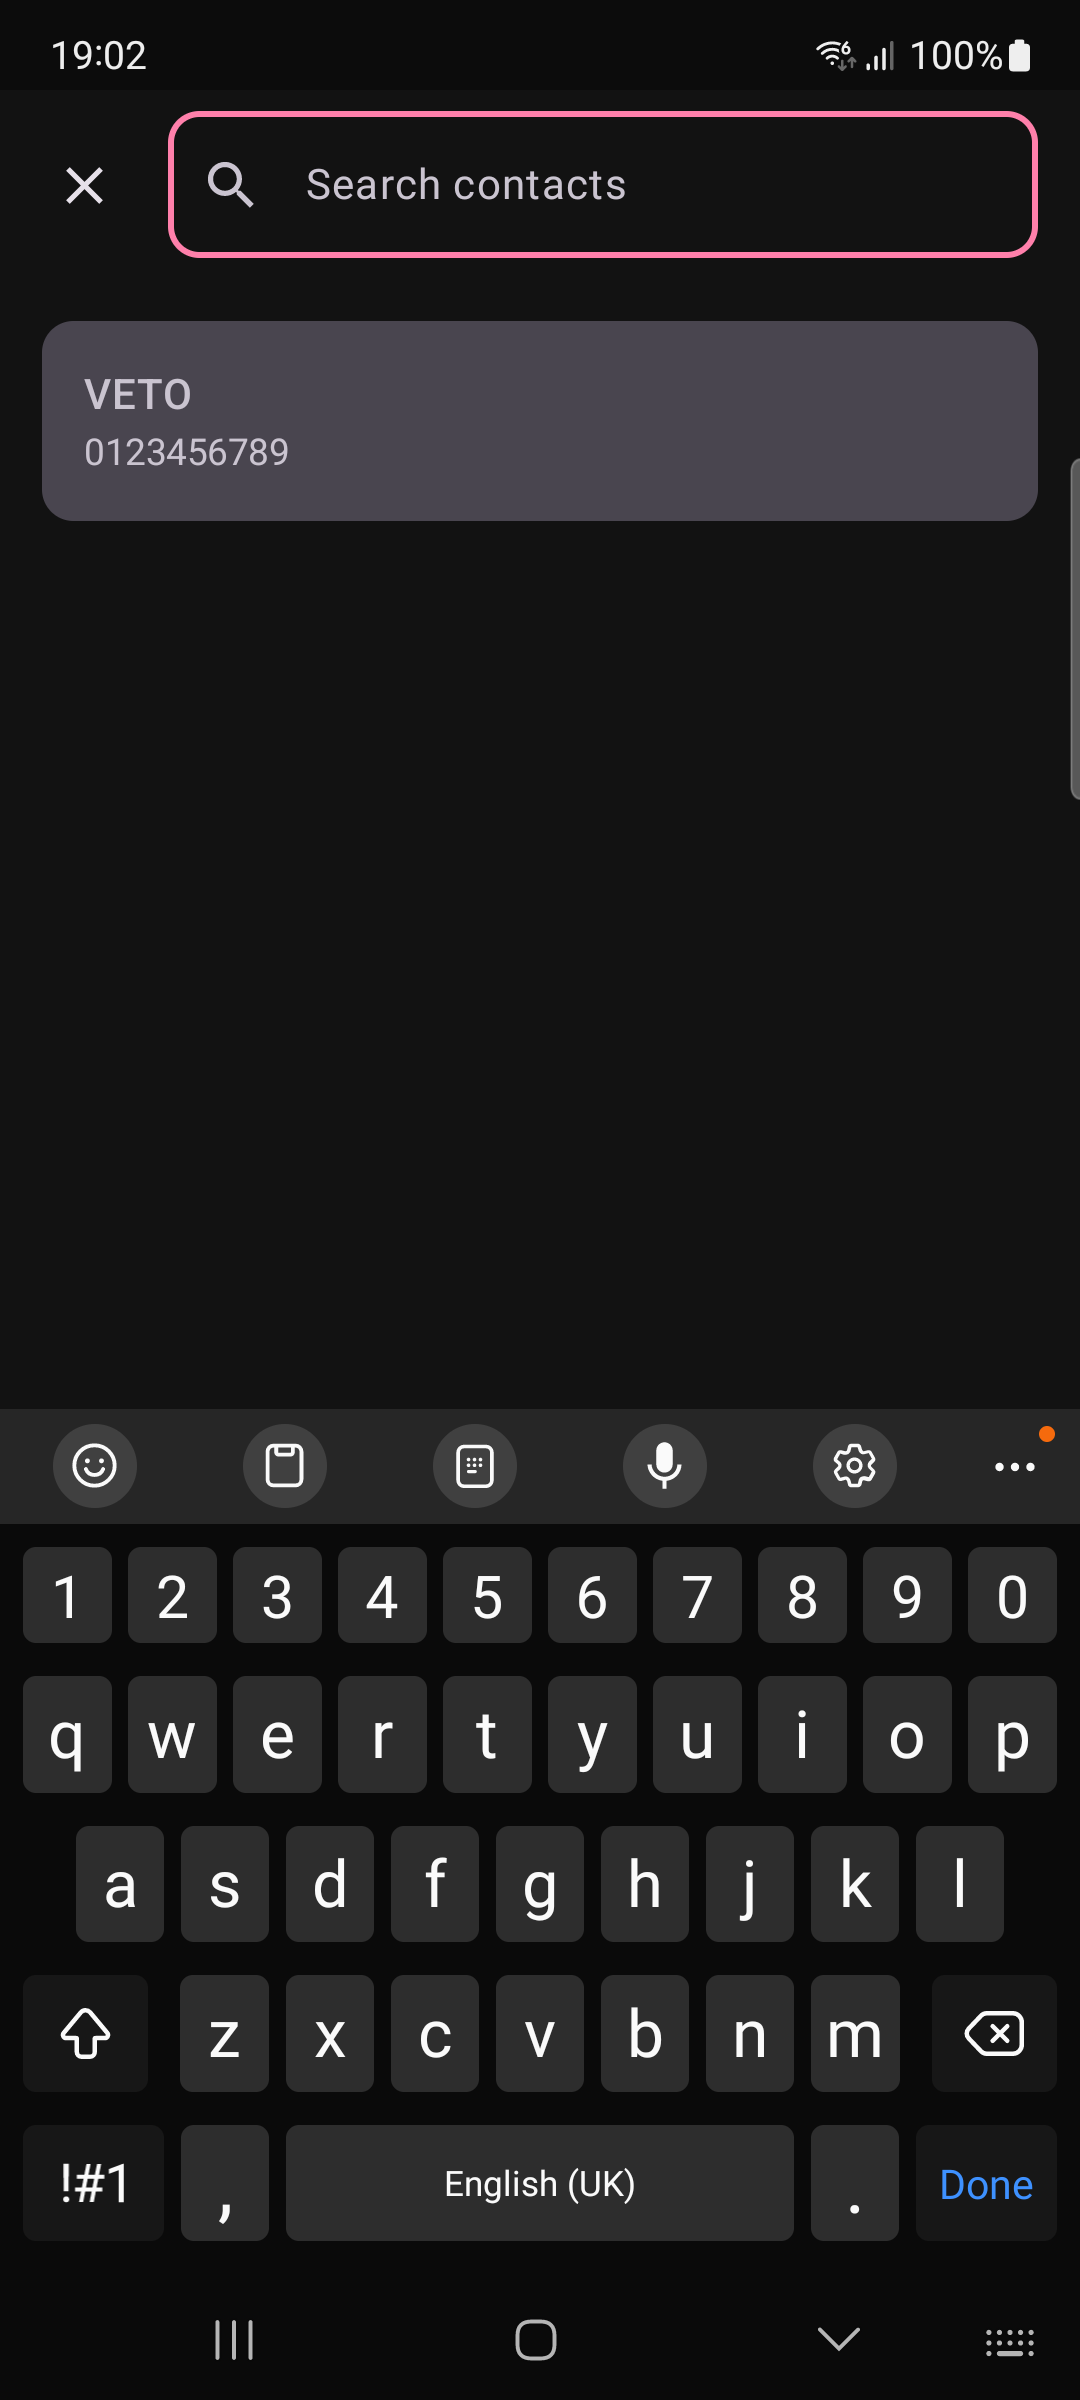 19:02
6 100%
Search contacts
VETO
0123456789
1 2 3 4 5 6 7 8 9 0
q w e r t y u i o p
a s d f g h j k l
z x c v b n m
!#1 , English (UK) . Done